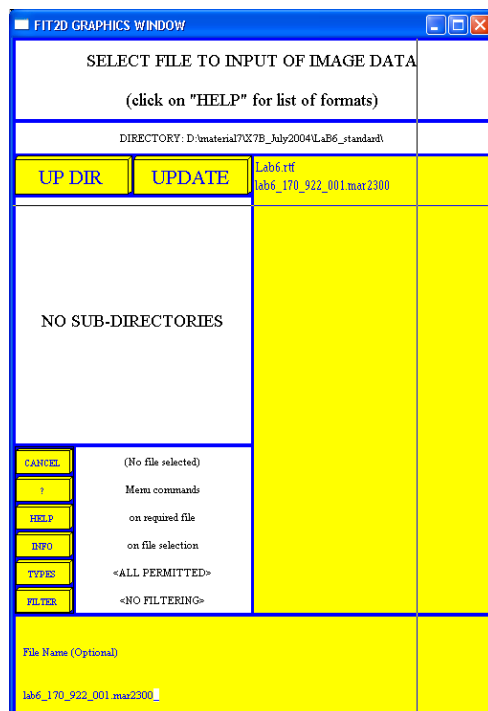 FIT2D GRAPHICS WINDOW
SELECT FILE TO INPUT OF IMAGE DATA
(click on "HELP" for list of formats)
DIRECTORY: D:\material7\X7B_July2004\LaB6_standard\
UP DIR
UPDATE
Lab6.rtf
lab6_170_922_001.mar2300
NO SUB-DIRECTORIES
CANCEL (No file selected)
? Menu commands
HELP on required file
INFO on file selection
TYPES <ALL PERMITTED>
FILTER <NO FILTERING>
File Name (Optional)
lab6_170_922_001.mar2300_